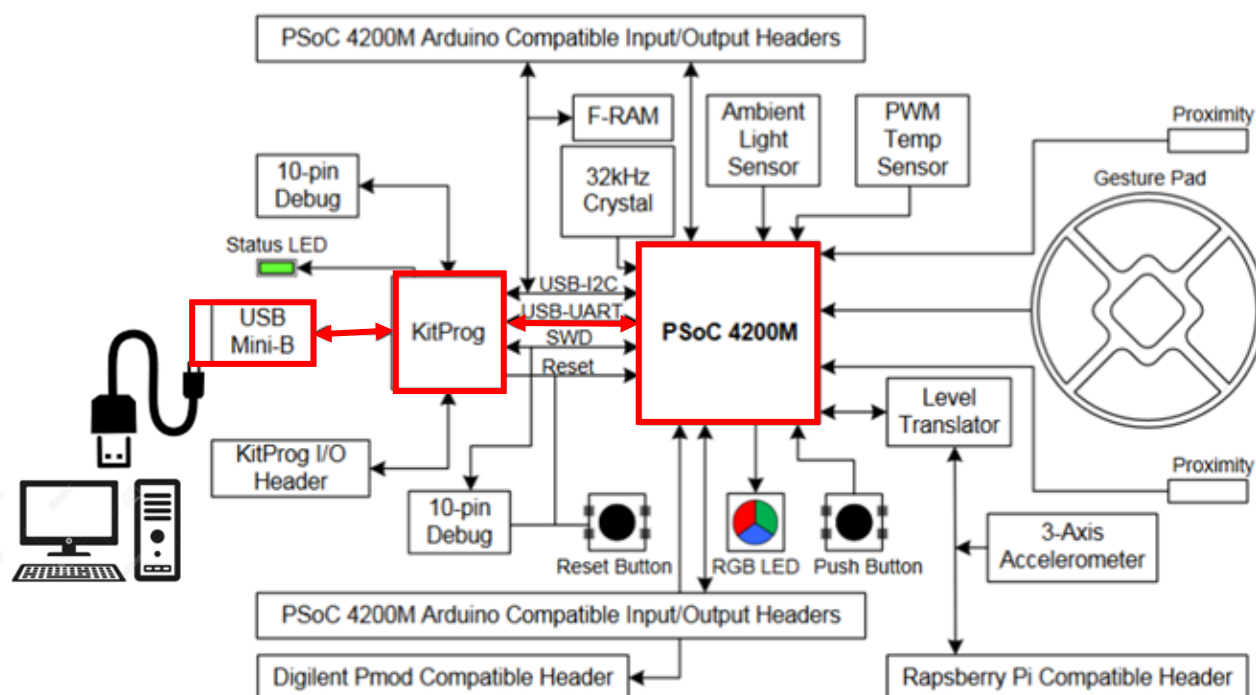 PSoC 4200M Arduino Compatible Input/Output Headers
F-RAM
Ambient
Light
Sensor
PWM
Temp
Sensor
Proximity
10-pin
Debug
32kHz
Crystal
Gesture Pad
Status LED
USB-I2C
USB
Mini-B
KitProg
USB-UART
SWD
Reset
PSoC 4200M
Level
Translator
KitProg I/O
Header
Proximity
10-pin
Debug
3-Axis
Accelerometer
Reset Button
RGB LED
Push Button
PSoC 4200M Arduino Compatible Input/Output Headers
Digilent Pmod Compatible Header
Rapsberry Pi Compatible Header